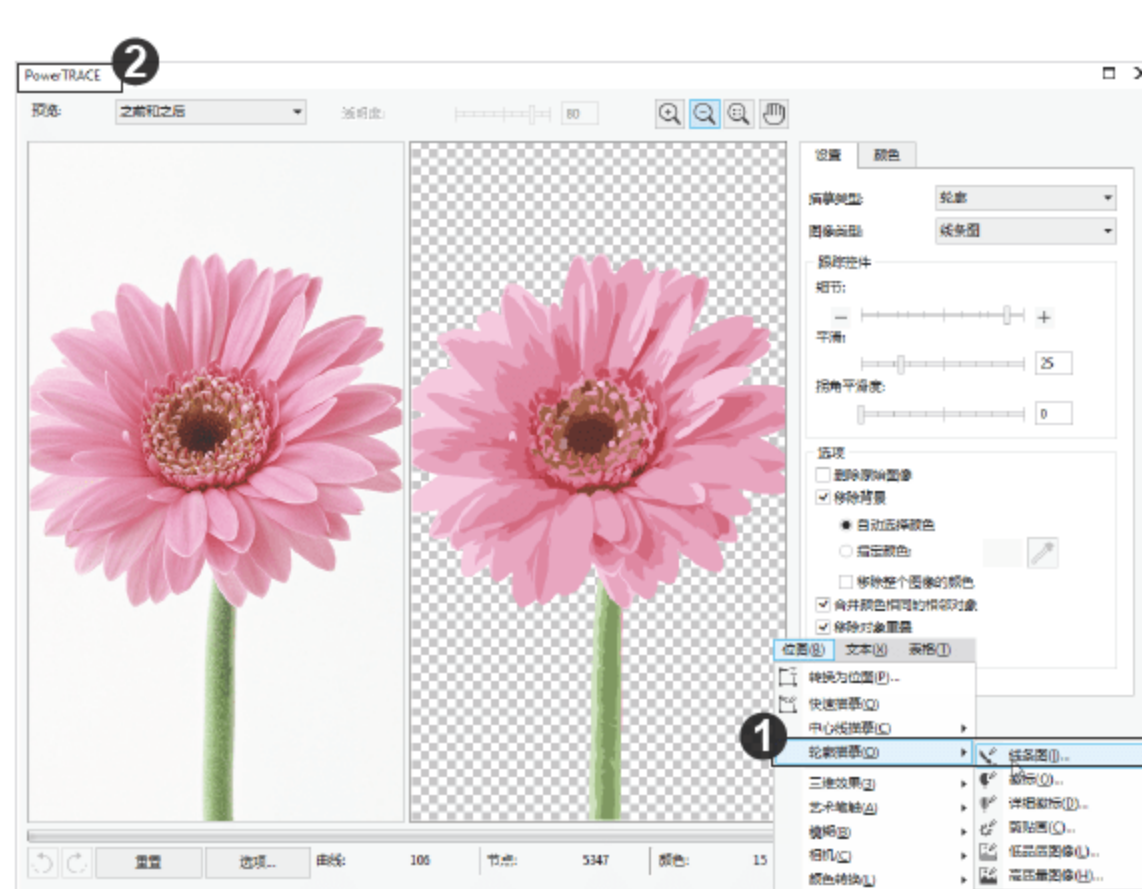 2
PowerTRACE
预览: 之前和之后 透明度: 80
设置 颜色
描摹类型: 轮廓
图像类型: 线条图
跟踪控件
细节:
平滑:
25
拐角平滑度:
0
选项
删除原始图像
移除背景
自动选择颜色
指定颜色:
移除整个图像的颜色
合并颜色相同的相邻对象
移除对象重叠
位图(B) 文本(X) 表格(T)
转换为位图(P)...
快速描摹(Q)
中心线描摹(C)
1
轮廓描摹(O) 线条图(I)...
三维效果(3) 徽标(O)...
艺术笔触(A) 详细徽标(D)...
模糊(B) 剪贴画(C)...
相机(C) 低品质图像(L)...
颜色转换(L) 高质量图像(H)...
重置 选项... 曲线: 106 节点: 5347 颜色: 15